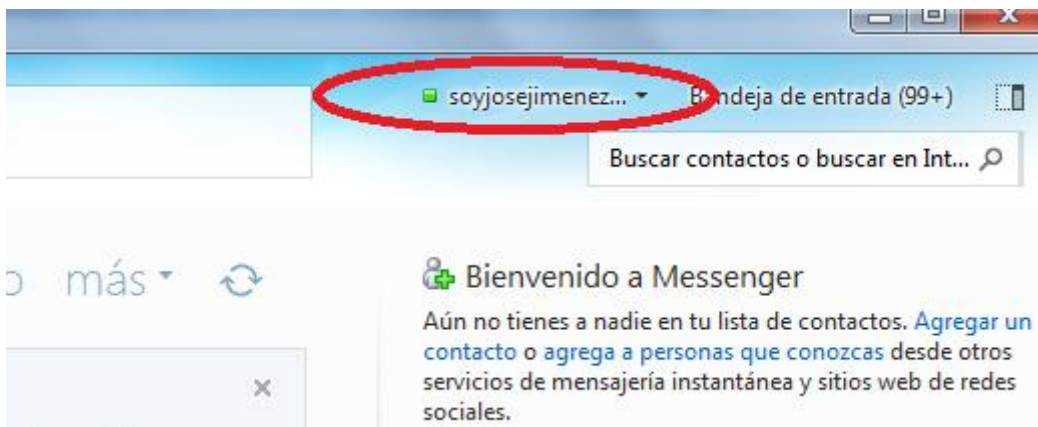 soyjosejimenez...
Bandeja de entrada (99+)
Buscar contactos o buscar en Int...
más
Bienvenido a Messenger
Aún no tienes a nadie en tu lista de contactos. Agregar un
contacto o agrega a personas que conozcas desde otros
servicios de mensajería instantánea y sitios web de redes
sociales.